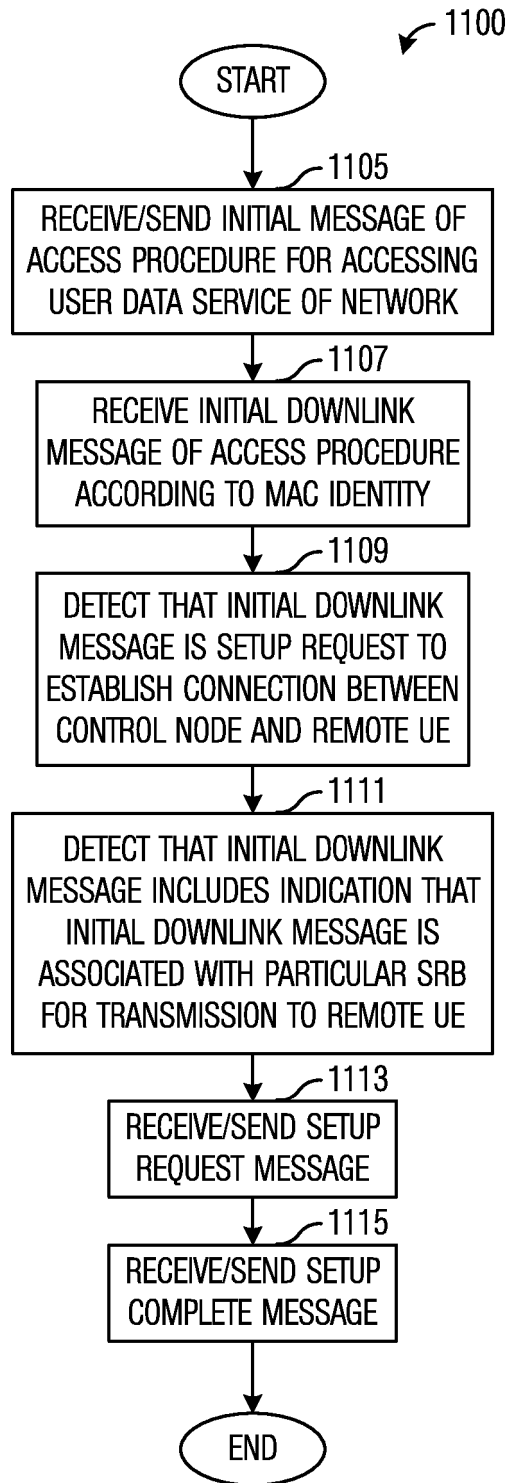 1100
START
1105
RECEIVE/SEND INITIAL MESSAGE OF
ACCESS PROCEDURE FOR ACCESSING
USER DATA SERVICE OF NETWORK
1107
RECEIVE INITIAL DOWNLINK
MESSAGE OF ACCESS PROCEDURE
ACCORDING TO MAC IDENTITY
1109
DETECT THAT INITIAL DOWNLINK
MESSAGE IS SETUP REQUEST TO
ESTABLISH CONNECTION BETWEEN
CONTROL NODE AND REMOTE UE
1111
DETECT THAT INITIAL DOWNLINK
MESSAGE INCLUDES INDICATION THAT
INITIAL DOWNLINK MESSAGE IS
ASSOCIATED WITH PARTICULAR SRB
FOR TRANSMISSION TO REMOTE UE
1113
RECEIVE/SEND SETUP
REQUEST MESSAGE
1115
RECEIVE/SEND SETUP
COMPLETE MESSAGE
END